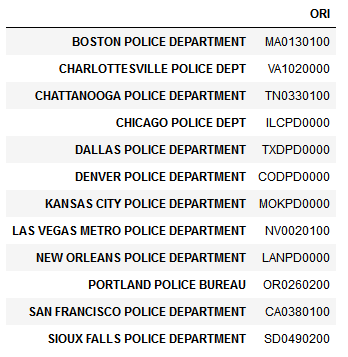 ORI
BOSTON POLICE DEPARTMENT MA0130100
CHARLOTTESVILLE POLICE DEPT VA1020000
CHATTANOOGA POLICE DEPARTMENT TN0330100
CHICAGO POLICE DEPT ILCPD0000
DALLAS POLICE DEPARTMENT TXDPD0000
DENVER POLICE DEPARTMENT CODPD0000
KANSAS CITY POLICE DEPARTMENT MOKPD0000
LAS VEGAS METRO POLICE DEPARTMENT NV0020100
NEW ORLEANS POLICE DEPARTMENT LANPD0000
PORTLAND POLICE BUREAU OR0260200
SAN FRANCISCO POLICE DEPARTMENT CA0380100
SIOUX FALLS POLICE DEPARTMENT SD0490200